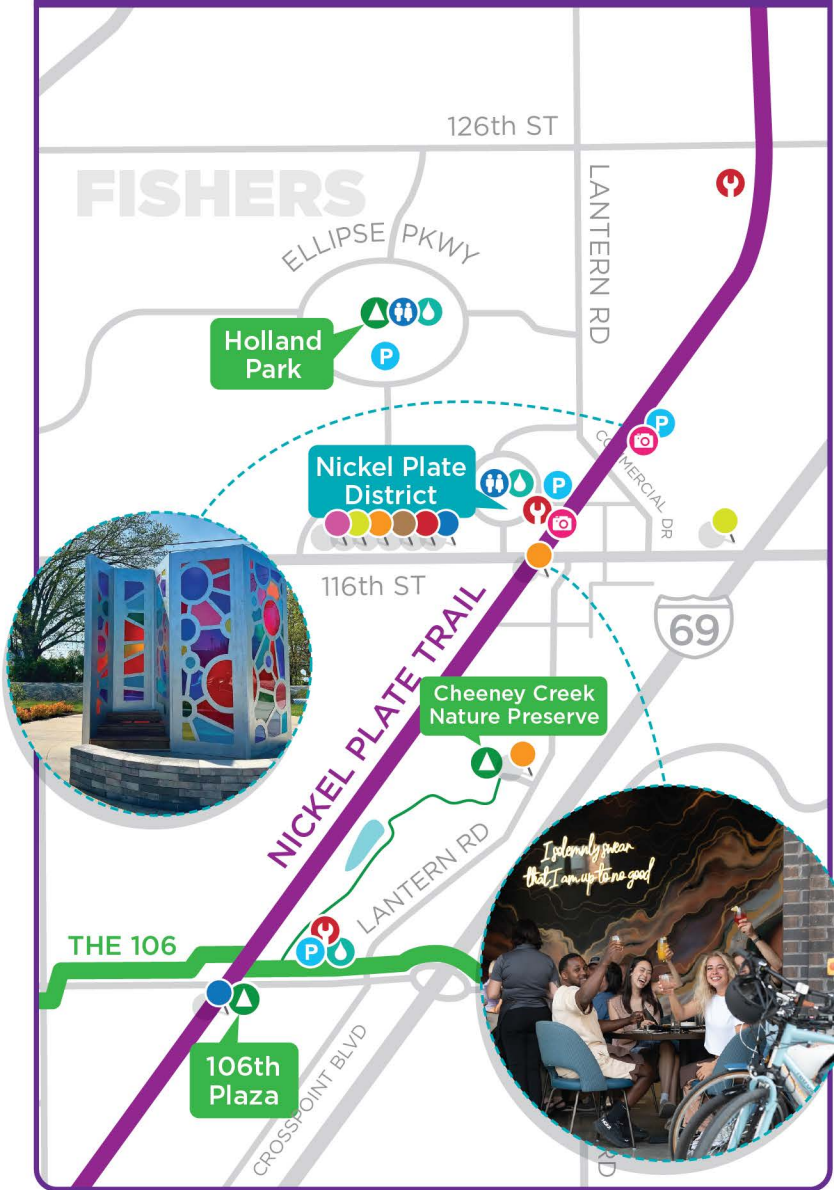 126th ST
FISHERS
LANTERN RD
ELLIPSE PKWY
Holland
Park
P
P
COMMERCIAL DR
Nickel Plate
District
P
116th ST
69
NICKEL PLATE TRAIL
Cheeney Creek
Nature Preserve
I solemnly swear
that I am up to no good
LANTERN RD
THE 106
P
106th
Plaza
CROSSPOINT BLVD
RD